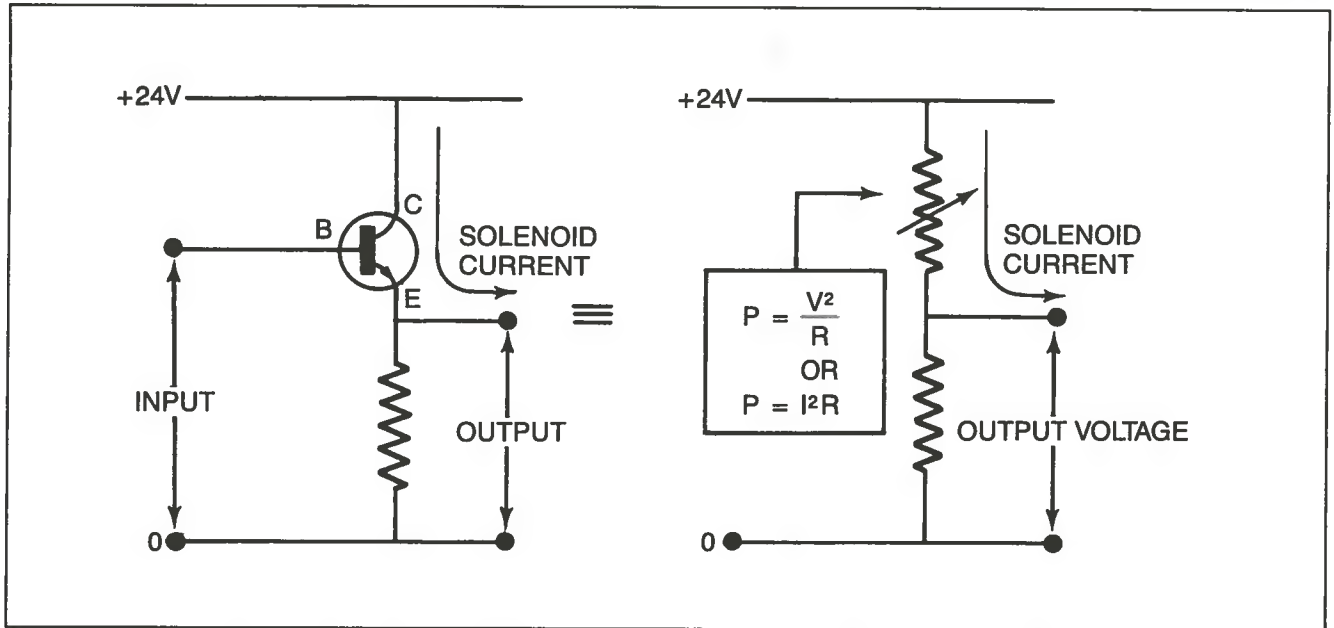 +24V
B
C
E
SOLENOID
CURRENT
INPUT
OUTPUT
0
≡
+24V
SOLENOID
CURRENT
P = V²
R
OR
P = I²R
OUTPUT VOLTAGE
0